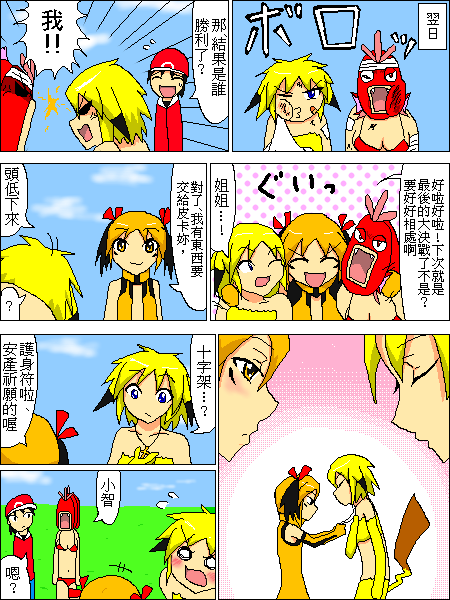 翌日
ボロッ
那,結果是誰
勝利了?
我!!
好啦好啦!下次就是
最後的大決戰了不是?
要好好相處啊
ぐいっ
姐姐…!
對了,我有東西要
交給皮卡妳,
頭低下來
?
十字架…?
護身符啦、
安產祈願的喔
小智
嗯?